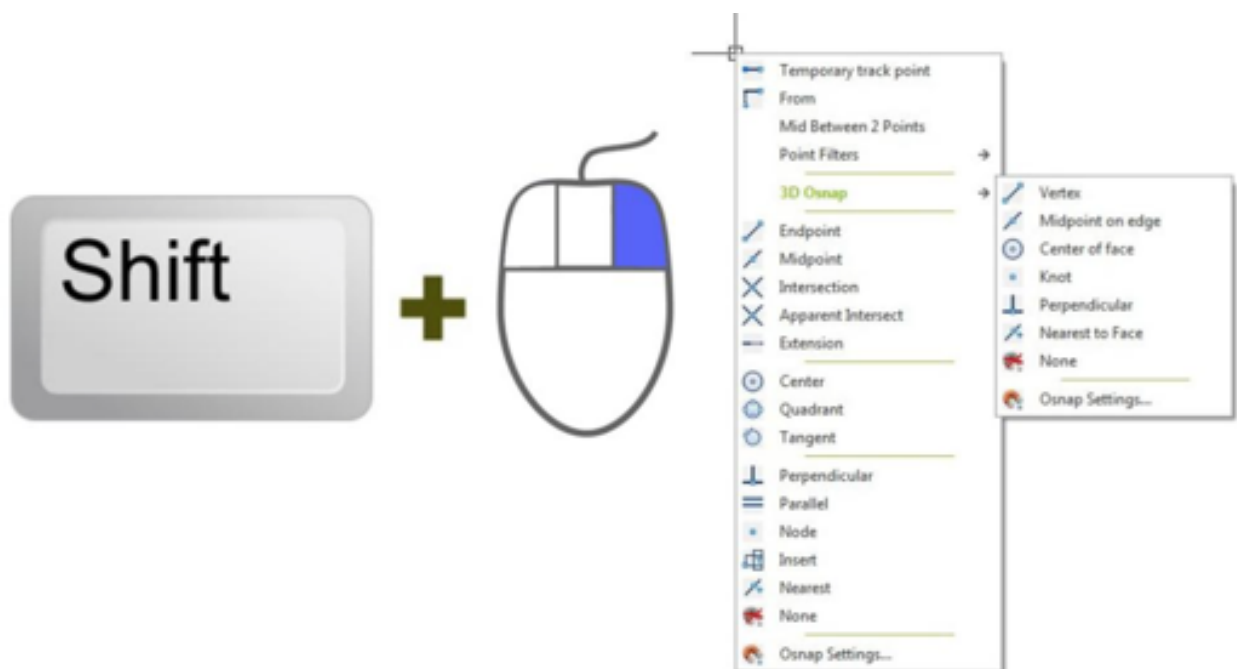 Shift
Temporary track point
From
Mid Between 2 Points
Point Filters
3D Osnap
Endpoint
Midpoint
Intersection
Apparent Intersect
Extension
Center
Quadrant
Tangent
Perpendicular
Parallel
Node
Insert
Nearest
None
Osnap Settings...
Vertex
Midpoint on edge
Center of face
Knot
Perpendicular
Nearest to Face
None
Osnap Settings...